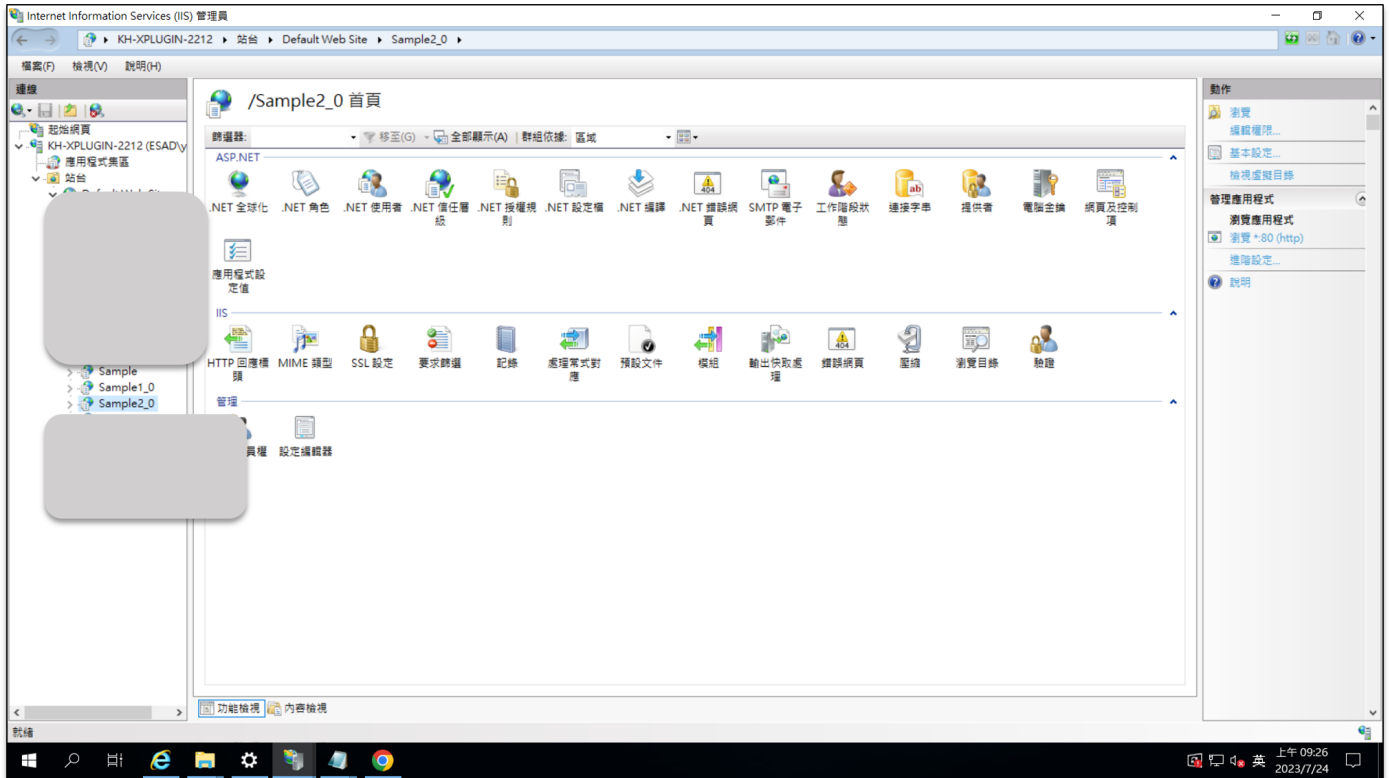 Internet Information Services (IIS) 管理員
KH-XPLUGIN-2212 站台 Default Web Site Sample2_0
檔案(F) 檢視(V) 說明(H)
連線
起始網頁
KH-XPLUGIN-2212 (ESAD\y
應用程式集區
站台
Sample
Sample1_0
Sample2_0
/Sample2_0 首頁
篩選器: 移至(G) 全部顯示(A) 群組依據: 區域
ASP.NET
.NET 全球化 .NET 角色 .NET 使用者 .NET 信任層級 .NET 授權規則 .NET 設定檔 .NET 編譯 .NET 錯誤網頁 SMTP 電子郵件 工作階段狀態 連接字串 提供者 電腦金鑰 網頁及控制項
應用程式設定值
IIS
HTTP 回應標頭 MIME 類型 SSL 設定 要求篩選 記錄 處理常式對應 預設文件 模組 輸出快取處理 錯誤網頁 壓縮 瀏覽目錄 驗證
管理
員權 設定編輯器
功能檢視 內容檢視
動作
瀏覽
編輯權限...
基本設定...
檢視虛擬目錄
管理應用程式
瀏覽應用程式
瀏覽 *:80 (http)
進階設定...
說明
就緒
英
上午 09:26
2023/7/24